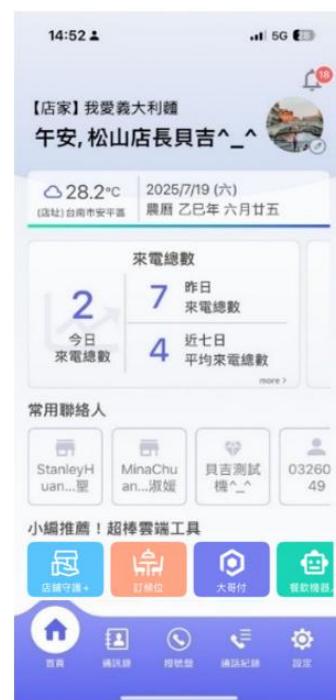 14:52
5G
18
【店家】我愛義大利麵
午安, 松山店長貝吉^_^
28.2°C
2025/7/19 (六)
(店址)台南市安平區
農曆 乙巳年 六月廿五
來電總數
2
今日
來電總數
7
昨日
來電總數
4
近七日
平均來電總數
more >
常用聯絡人
StanleyH
uan...聖
MinaChu
an...淑媛
貝吉測試
機^_^
03260
49
小編推薦！超棒雲端工具
店鋪守護+
訂候位
大哥付
餐飲機器
首頁
通訊錄
撥號盤
通話紀錄
設定